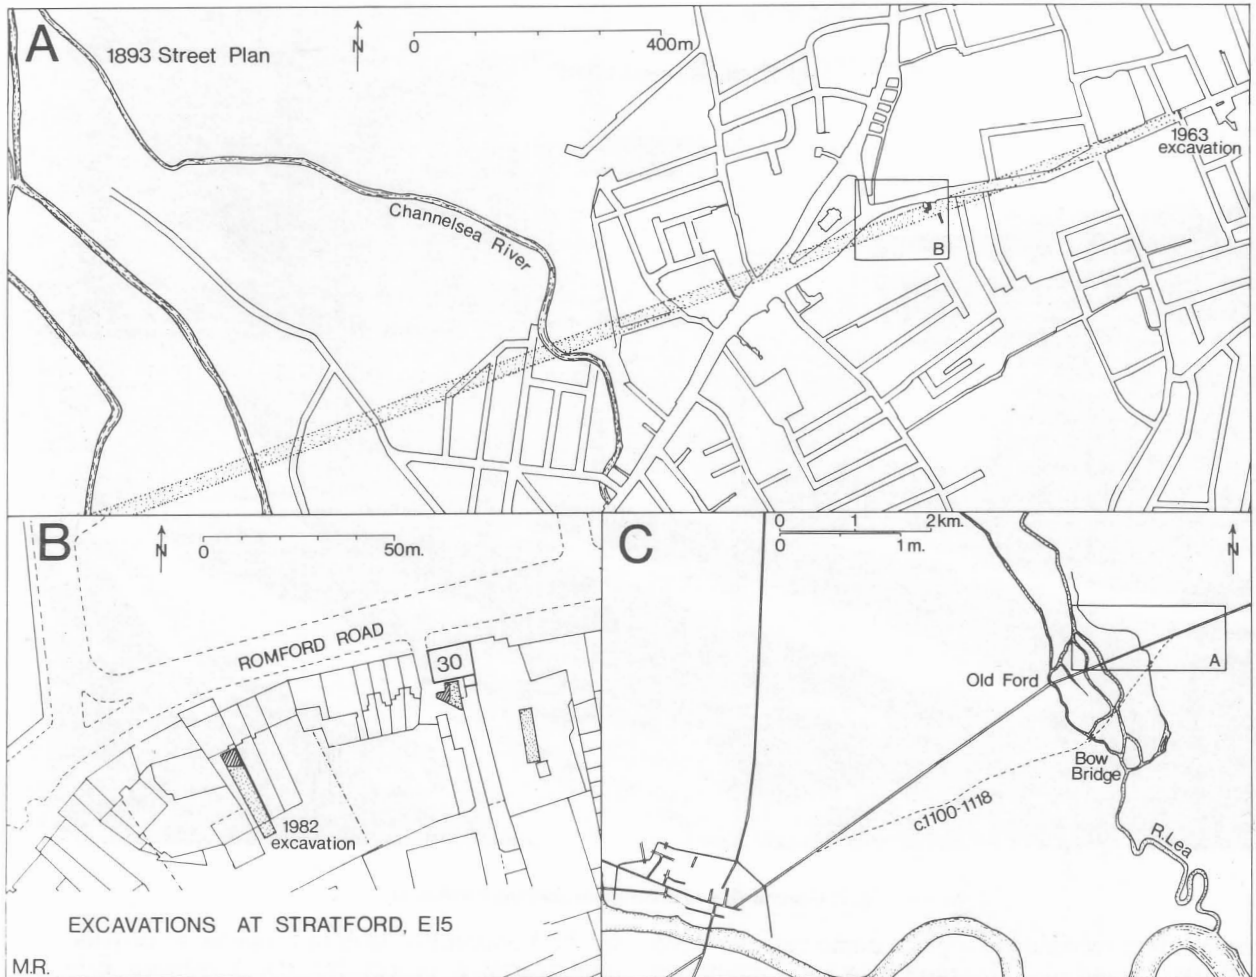 A
1893 Street Plan
N
0
400m
Channelsea River
1963
excavation
B
B
N
0
50m.
ROMFORD ROAD
30
1982
excavation
EXCAVATIONS AT STRATFORD, E15
M.R.
C
0 1 2km.
0 1m.
N
A
Old Ford
Bow
Bridge
c.1100-1118
R.Lea